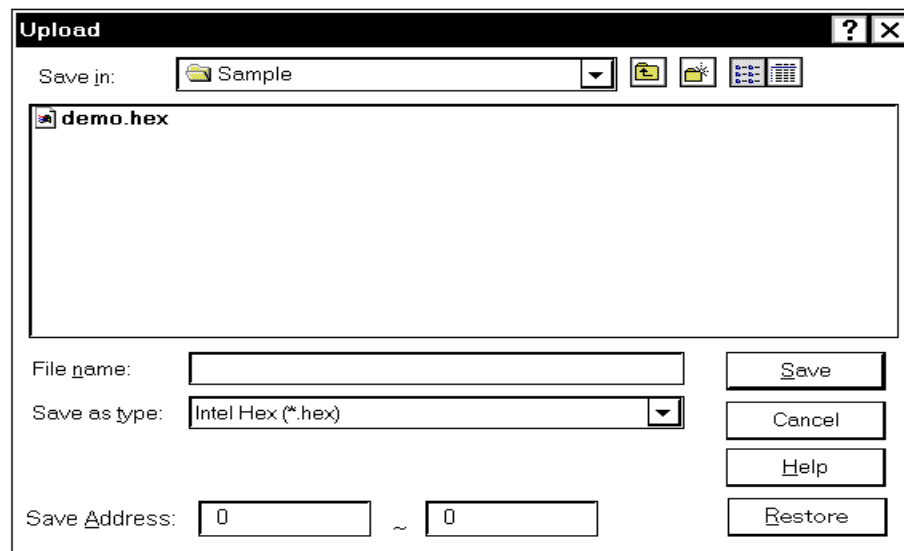 Upload
Save in: Sample
demo.hex
File name:
Save
Save as type: Intel Hex (*.hex)
Cancel
Help
Save Address: 0 ~ 0
Restore